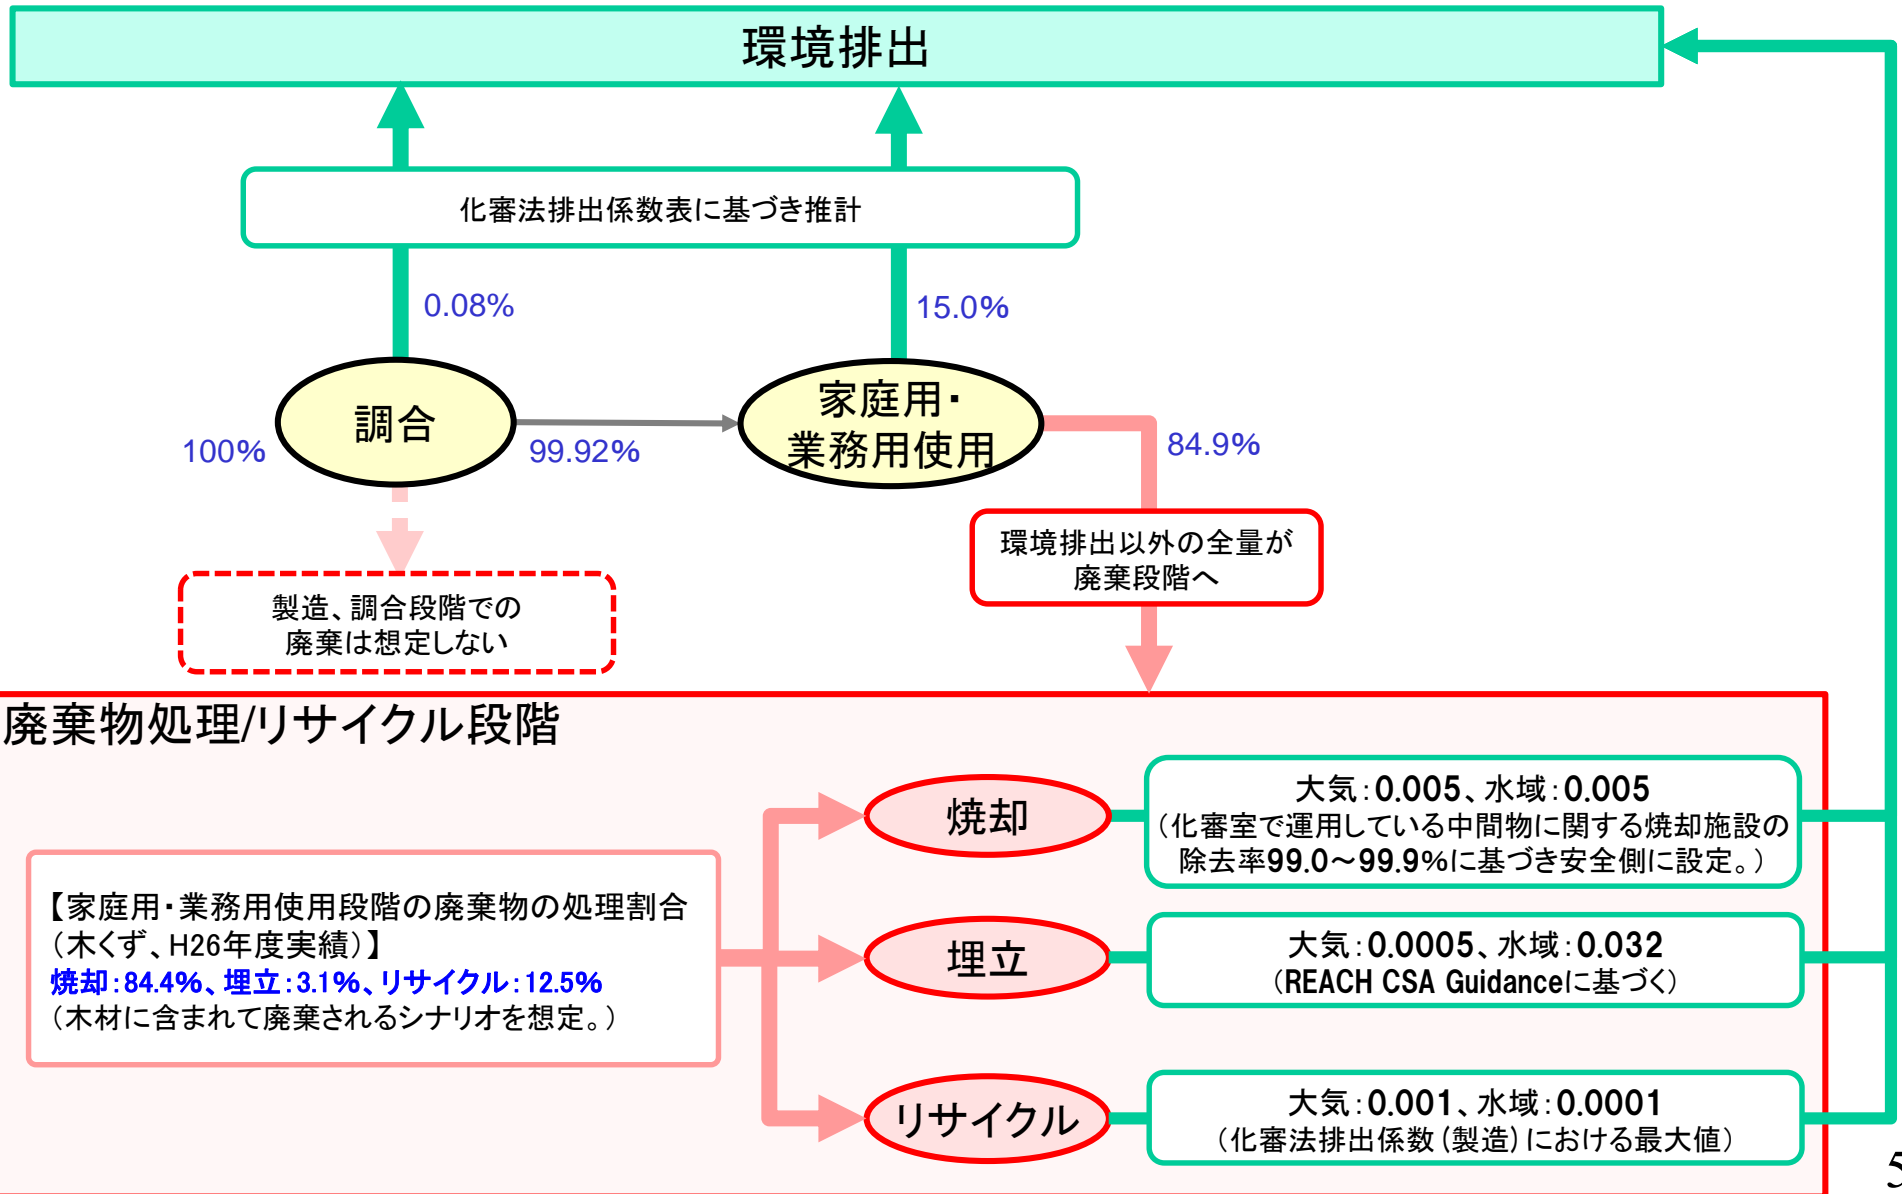 環境排出
化審法排出係数表に基づき推計
0.08%
15.0%
調合
家庭用・
業務用使用
100%
99.92%
84.9%
環境排出以外の全量が
廃棄段階へ
製造、調合段階での
廃棄は想定しない
廃棄物処理/リサイクル段階
【家庭用・業務用使用段階の廃棄物の処理割合
（木くず、H26年度実績）】
焼却：84.4%、埋立：3.1%、リサイクル：12.5%
（木材に含まれて廃棄されるシナリオを想定。）
焼却
大気：0.005、水域：0.005
（化審室で運用している中間物に関する焼却施設の
除去率99.0～99.9%に基づき安全側に設定。）
埋立
大気：0.0005、水域：0.032
（REACH CSA Guidanceに基づく）
リサイクル
大気：0.001、水域：0.0001
（化審法排出係数（製造）における最大値）
5